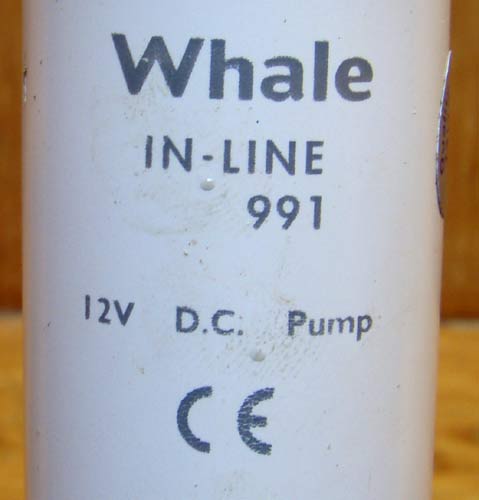 Whale
IN-LINE
991
12V D.C. Pump
CE